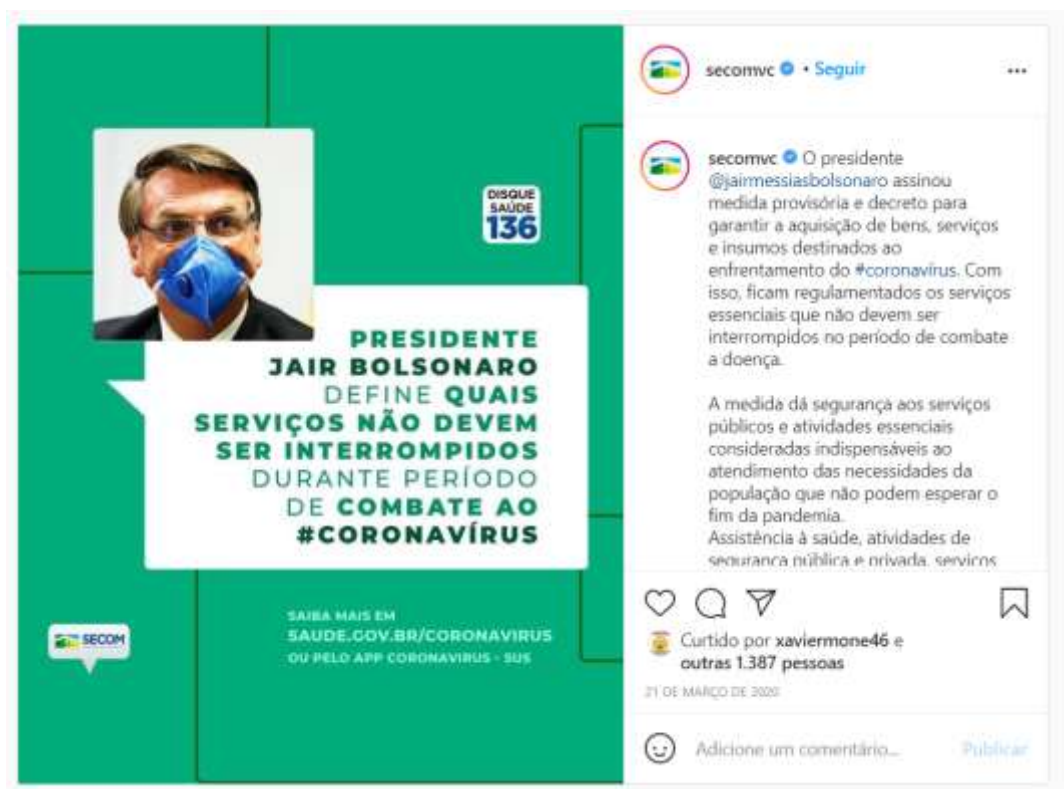 DISQUE
SAÚDE
136
PRESIDENTE
JAIR BOLSONARO
DEFINE QUAIS
SERVIÇOS NÃO DEVEM
SER INTERROMPIDOS
DURANTE PERÍODO
DE COMBATE AO
#CORONAVÍRUS
SAIBA MAIS EM
SAUDE.GOV.BR/CORONAVIRUS
OU PELO APP CORONAVIRUS - SUS
SECOM
secomvc • Seguir
secomvc O presidente
@jairmessiasbolsonaro assinou
medida provisória e decreto para
garantir a aquisição de bens, serviços
e insumos destinados ao
enfrentamento do #coronavírus. Com
isso, ficam regulamentados os serviços
essenciais que não devem ser
interrompidos no período de combate
a doença.
A medida dá segurança aos serviços
públicos e atividades essenciais
consideradas indispensáveis ao
atendimento das necessidades da
população que não podem esperar o
fim da pandemia.
Assistência à saúde, atividades de
segurança pública e privada, serviços
Curtido por xaviermone46 e
outras 1.387 pessoas
21 DE MARÇO DE 2020
Adicione um comentário... Publicar